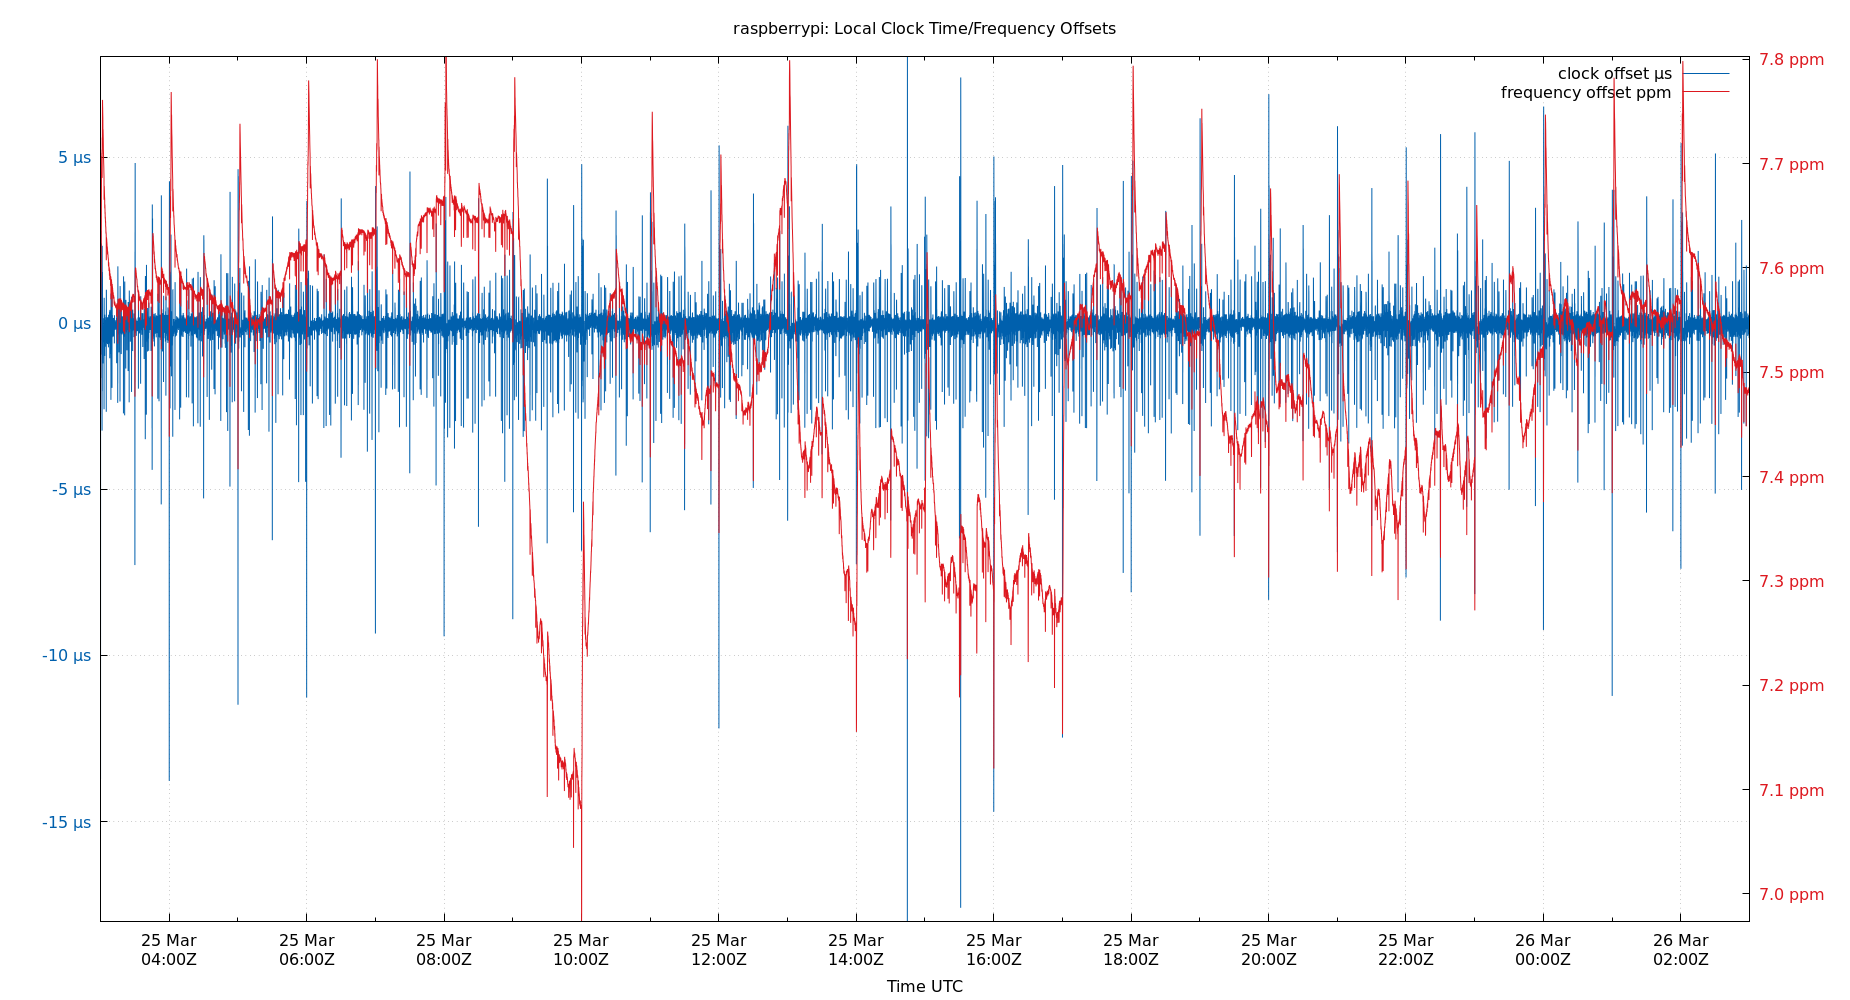 raspberrypi: Local Clock Time/Frequency Offsets
clock offset µs
frequency offset ppm
5 µs
0 µs
-5 µs
-10 µs
-15 µs
7.8 ppm
7.7 ppm
7.6 ppm
7.5 ppm
7.4 ppm
7.3 ppm
7.2 ppm
7.1 ppm
7.0 ppm
25 Mar 25 Mar 25 Mar 25 Mar 25 Mar 25 Mar 25 Mar 25 Mar 25 Mar 25 Mar 26 Mar 26 Mar
04:00Z 06:00Z 08:00Z 10:00Z 12:00Z 14:00Z 16:00Z 18:00Z 20:00Z 22:00Z 00:00Z 02:00Z
Time UTC